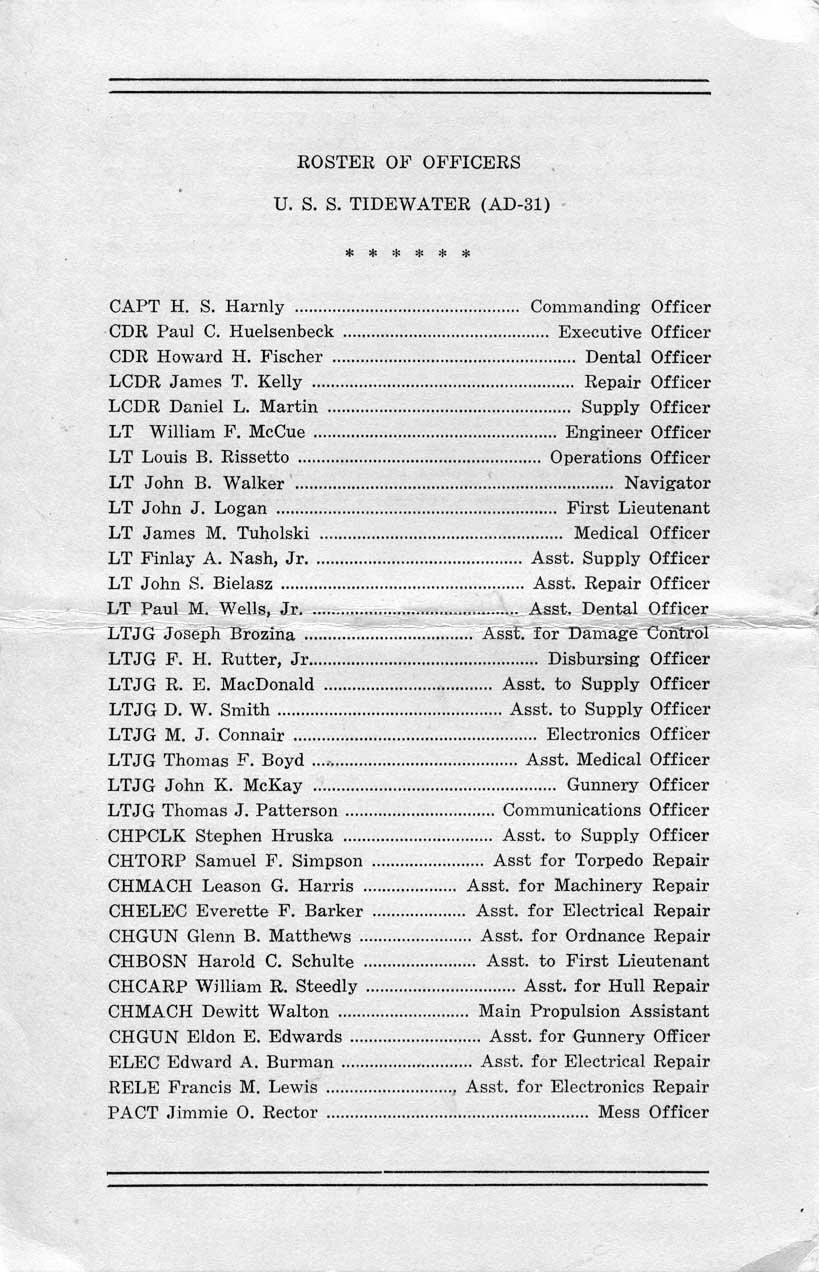 ROSTER OF OFFICERS
U. S. S. TIDEWATER (AD-31)
* * * * * *
CAPT H. S. Harnly ................................................ Commanding Officer
CDR Paul C. Huelsenbeck ............................................ Executive Officer
CDR Howard H. Fischer .................................................... Dental Officer
LCDR James T. Kelly ........................................................ Repair Officer
LCDR Daniel L. Martin .................................................... Supply Officer
LT William F. McCue .................................................... Engineer Officer
LT Louis B. Rissetto .................................................... Operations Officer
LT John B. Walker .................................................................... Navigator
LT John J. Logan ............................................................ First Lieutenant
LT James M. Tuholski .................................................... Medical Officer
LT Finlay A. Nash, Jr. ............................................ Asst. Supply Officer
LT John S. Bielasz .................................................... Asst. Repair Officer
LT Paul M. Wells, Jr. ............................................ Asst. Dental Officer
LTJG Joseph Brozina .................................... Asst. for Damage Control
LTJG F. H. Rutter, Jr................................................. Disbursing Officer
LTJG R. E. MacDonald .................................... Asst. to Supply Officer
LTJG D. W. Smith ................................................ Asst. to Supply Officer
LTJG M. J. Connair .................................................... Electronics Officer
LTJG Thomas F. Boyd ............................................ Asst. Medical Officer
LTJG John K. McKay .................................................... Gunnery Officer
LTJG Thomas J. Patterson ................................ Communications Officer
CHPCLK Stephen Hruska ................................ Asst. to Supply Officer
CHTORP Samuel F. Simpson ........................ Asst for Torpedo Repair
CHMACH Leason G. Harris .................... Asst. for Machinery Repair
CHELEC Everette F. Barker .................... Asst. for Electrical Repair
CHGUN Glenn B. Matthews ........................ Asst. for Ordnance Repair
CHBOSN Harold C. Schulte ........................ Asst. to First Lieutenant
CHCARP William R. Steedly ................................ Asst. for Hull Repair
CHMACH Dewitt Walton ............................ Main Propulsion Assistant
CHGUN Eldon E. Edwards ............................ Asst. for Gunnery Officer
ELEC Edward A. Burman ............................ Asst. for Electrical Repair
RELE Francis M. Lewis ............................ Asst. for Electronics Repair
PACT Jimmie O. Rector ........................................................ Mess Officer